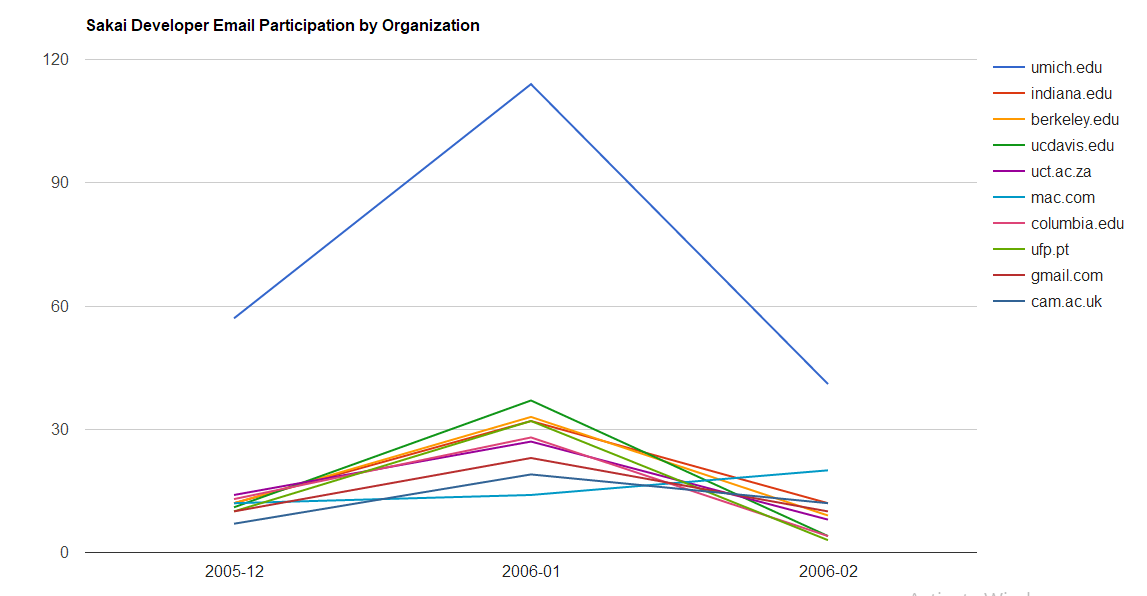 Sakai Developer Email Participation by Organization
120
90
60
30
0
2005-12
2006-01
2006-02
umich.edu
indiana.edu
berkeley.edu
ucdavis.edu
uct.ac.za
mac.com
columbia.edu
ufp.pt
gmail.com
cam.ac.uk